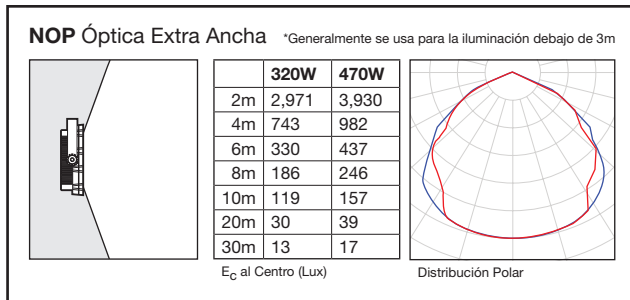 NOP Óptica Extra Ancha *Generalmente se usa para la iluminación debajo de 3m
320W 470W
2m 2,971 3,930
4m 743 982
6m 330 437
8m 186 246
10m 119 157
20m 30 39
30m 13 17
EC al Centro (Lux)
Distribución Polar